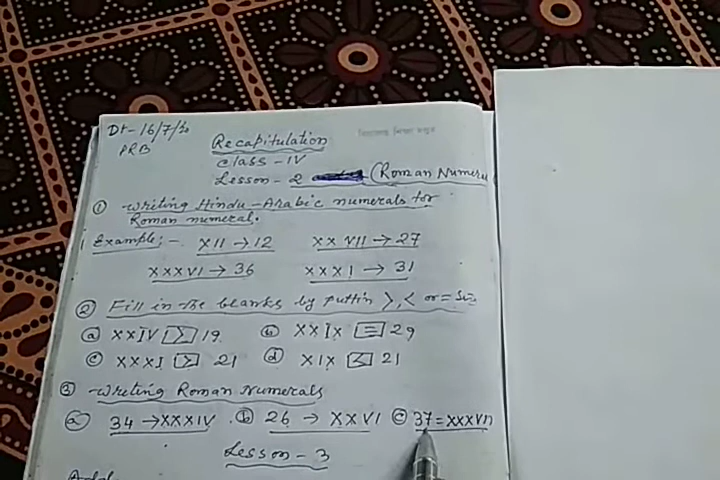 Dt- 16/7/20
PRB
Recapitulation
Class - IV
Lesson - 2 (Roman Numeru
① Writing Hindu-Arabic numerals for
Roman numeral.
Example:- XII → 12 XXVII → 27
XXXVI → 36 XXXI → 31
② Fill in the blanks by puttin >, < or = Sin.
ⓐ XXIV [>] 19. ⓑ XXIX [=] 29
ⓒ XXXI [>] 21 ⓓ XIX [<] 21
③ Writing Roman Numerals
ⓐ 34 → XXXIV . ⓑ 26 → XXVI ⓒ 37 = XXXVII
Lesson - 3